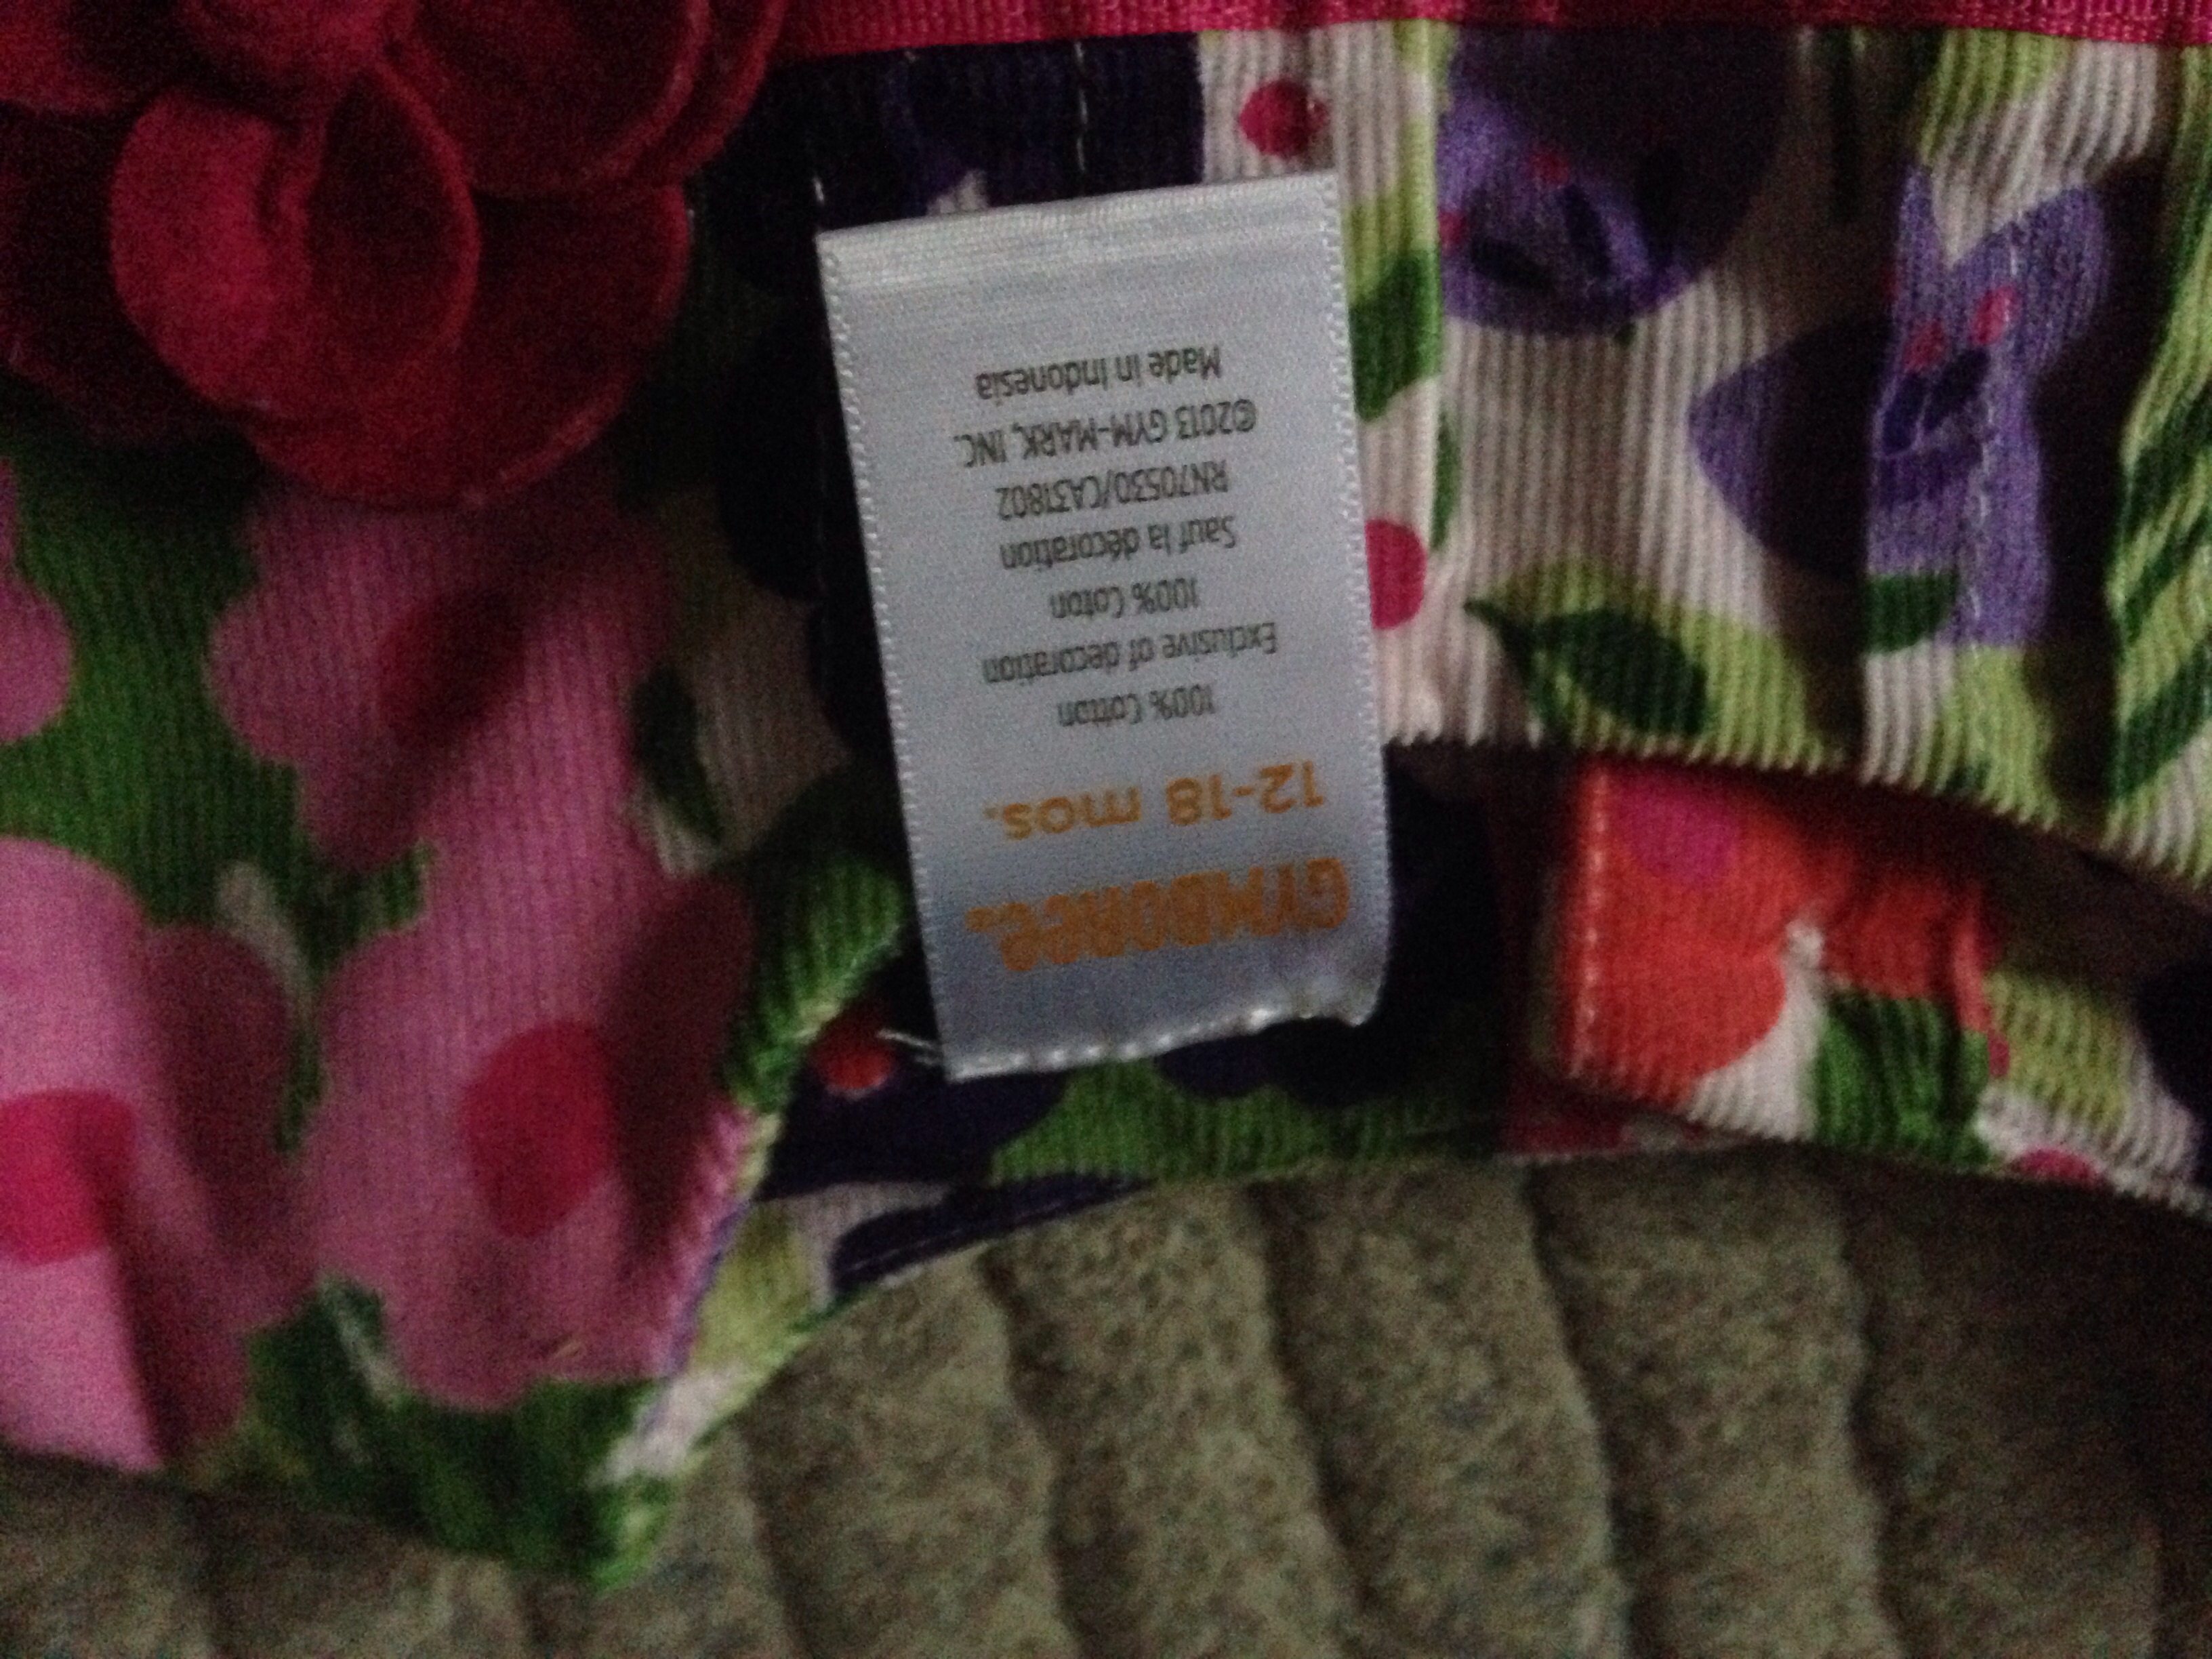 GYMBOREE
12-18 mos.
100% Cotton
Exclusive of decoration
100% Coton
Sauf la décoration
RN70530/CA31802
©2013 GYM-MARK, INC.
Made in Indonesia